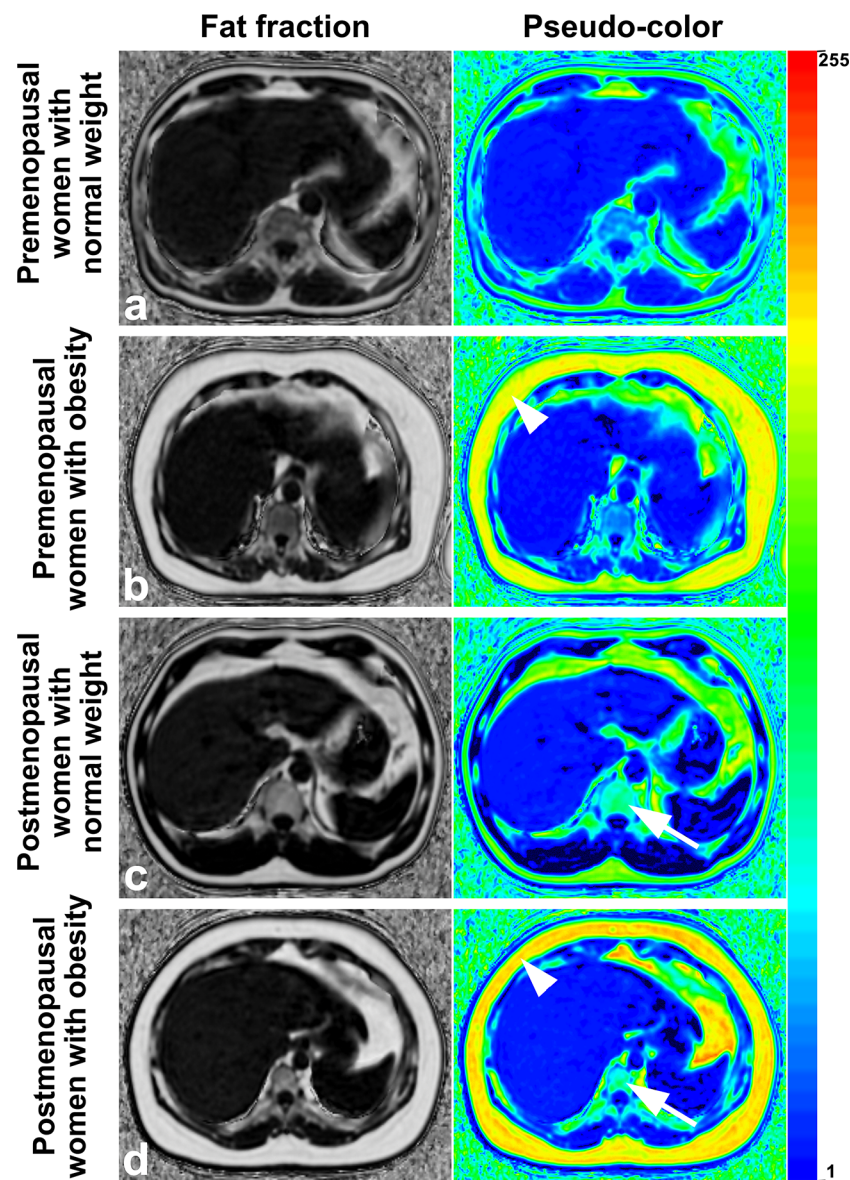 Fat fraction
Pseudo-color
255
Premenopausal
women with
normal weight
a
Premenopausal
women with obesity
b
Postmenopausal
women with
normal weight
c
Postmenopausal
women with obesity
d
1